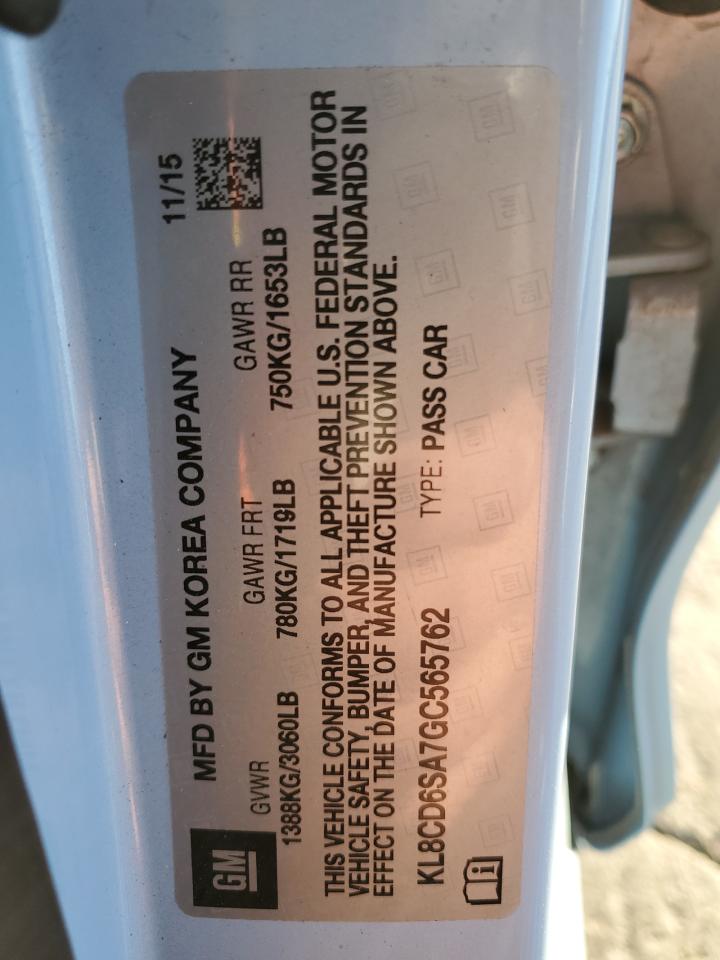 MFD BY GM KOREA COMPANY 11/15
GM
GVWR GAWR FRT GAWR RR
1388KG/3060LB 780KG/1719LB 750KG/1653LB
THIS VEHICLE CONFORMS TO ALL APPLICABLE U.S. FEDERAL MOTOR
VEHICLE SAFETY, BUMPER, AND THEFT PREVENTION STANDARDS IN
EFFECT ON THE DATE OF MANUFACTURE SHOWN ABOVE.
KL8CD6SA7GC565762 TYPE: PASS CAR